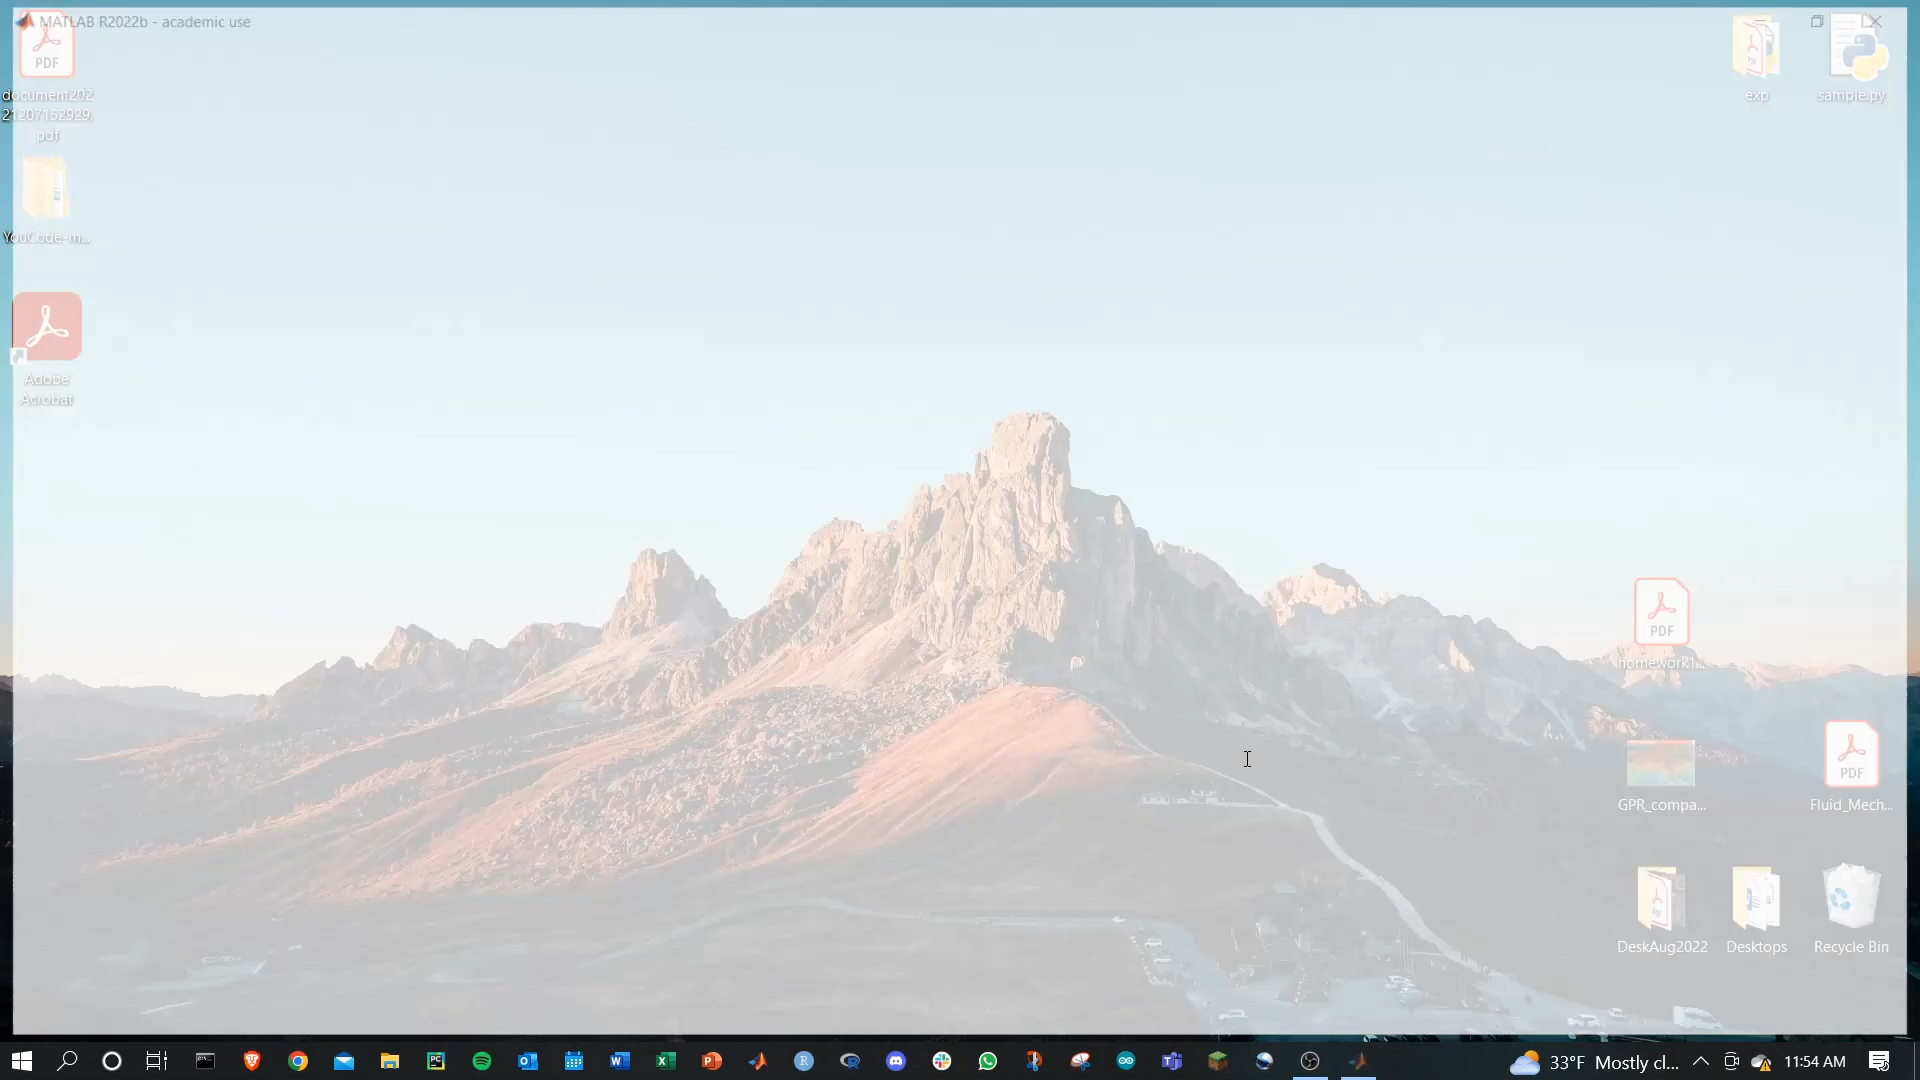 MATLAB R2022b - academic use
PDF
document202
21207152929.
pdf
YouCode-m...
Adobe
Acrobat
exp
sample.py
PDF
homework1...
GPR_compa...
PDF
Fluid_Mech...
DeskAug2022
Desktops
Recycle Bin
33°F Mostly cl...
11:54 AM